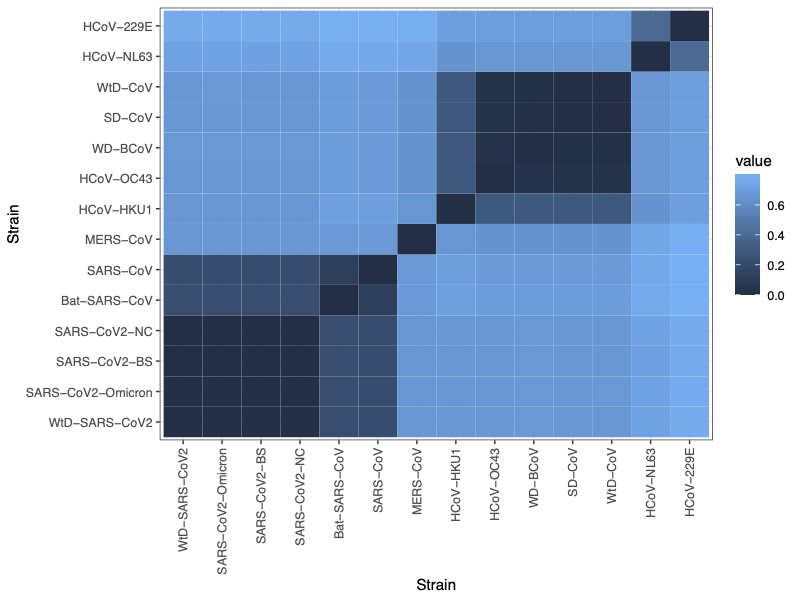 HCoV−229E
HCoV−NL63
WtD−CoV
SD−CoV
WD−BCoV
HCoV−OC43
HCoV−HKU1
MERS−CoV
SARS−CoV
Bat−SARS−CoV
SARS−CoV2−NC
SARS−CoV2−BS
SARS−CoV2−Omicron
WtD−SARS−CoV2
Strain
WtD−SARS−CoV2
SARS−CoV2−Omicron
SARS−CoV2−BS
SARS−CoV2−NC
Bat−SARS−CoV
SARS−CoV
MERS−CoV
HCoV−HKU1
HCoV−OC43
WD−BCoV
SD−CoV
WtD−CoV
HCoV−NL63
HCoV−229E
Strain
value
0.6
0.4
0.2
0.0